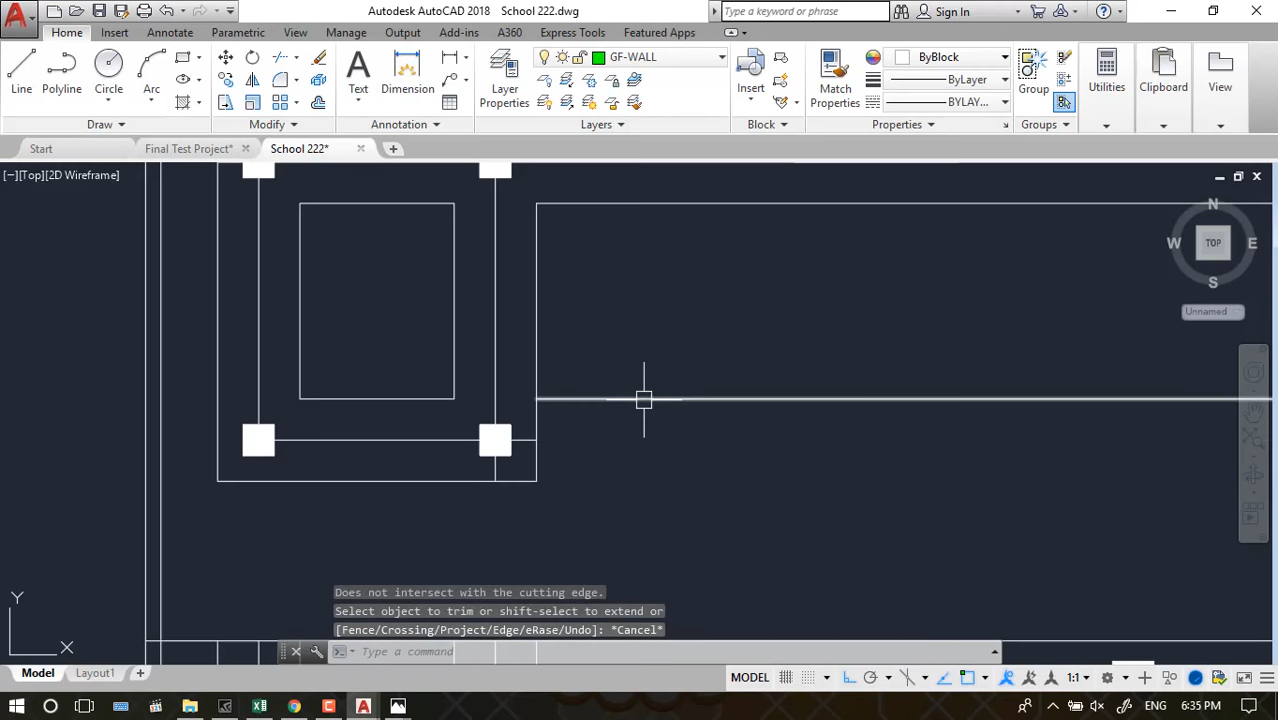 Autodesk AutoCAD 2018 School 222.dwg
Type a keyword or phrase
Sign In
Home Insert Annotate Parametric View Manage Output Add-ins A360 Express Tools Featured Apps
Line Polyline Circle Arc
Text Dimension
Layer Properties
GF-WALL
Insert
Match Properties
ByBlock
ByLayer
BYLAY...
Group
Utilities
Clipboard
View
Draw Modify Annotation Layers Block Properties Groups
Start Final Test Project* School 222*
[−][Top][2D Wireframe]
N
W TOP E
S
Unnamed
Does not intersect with the cutting edge.
Select object to trim or shift-select to extend or
[Fence/Crossing/Project/Edge/eRase/Undo]: *Cancel*
Type a command
Y
X
Model Layout1
MODEL
1:1
ENG 6:35 PM